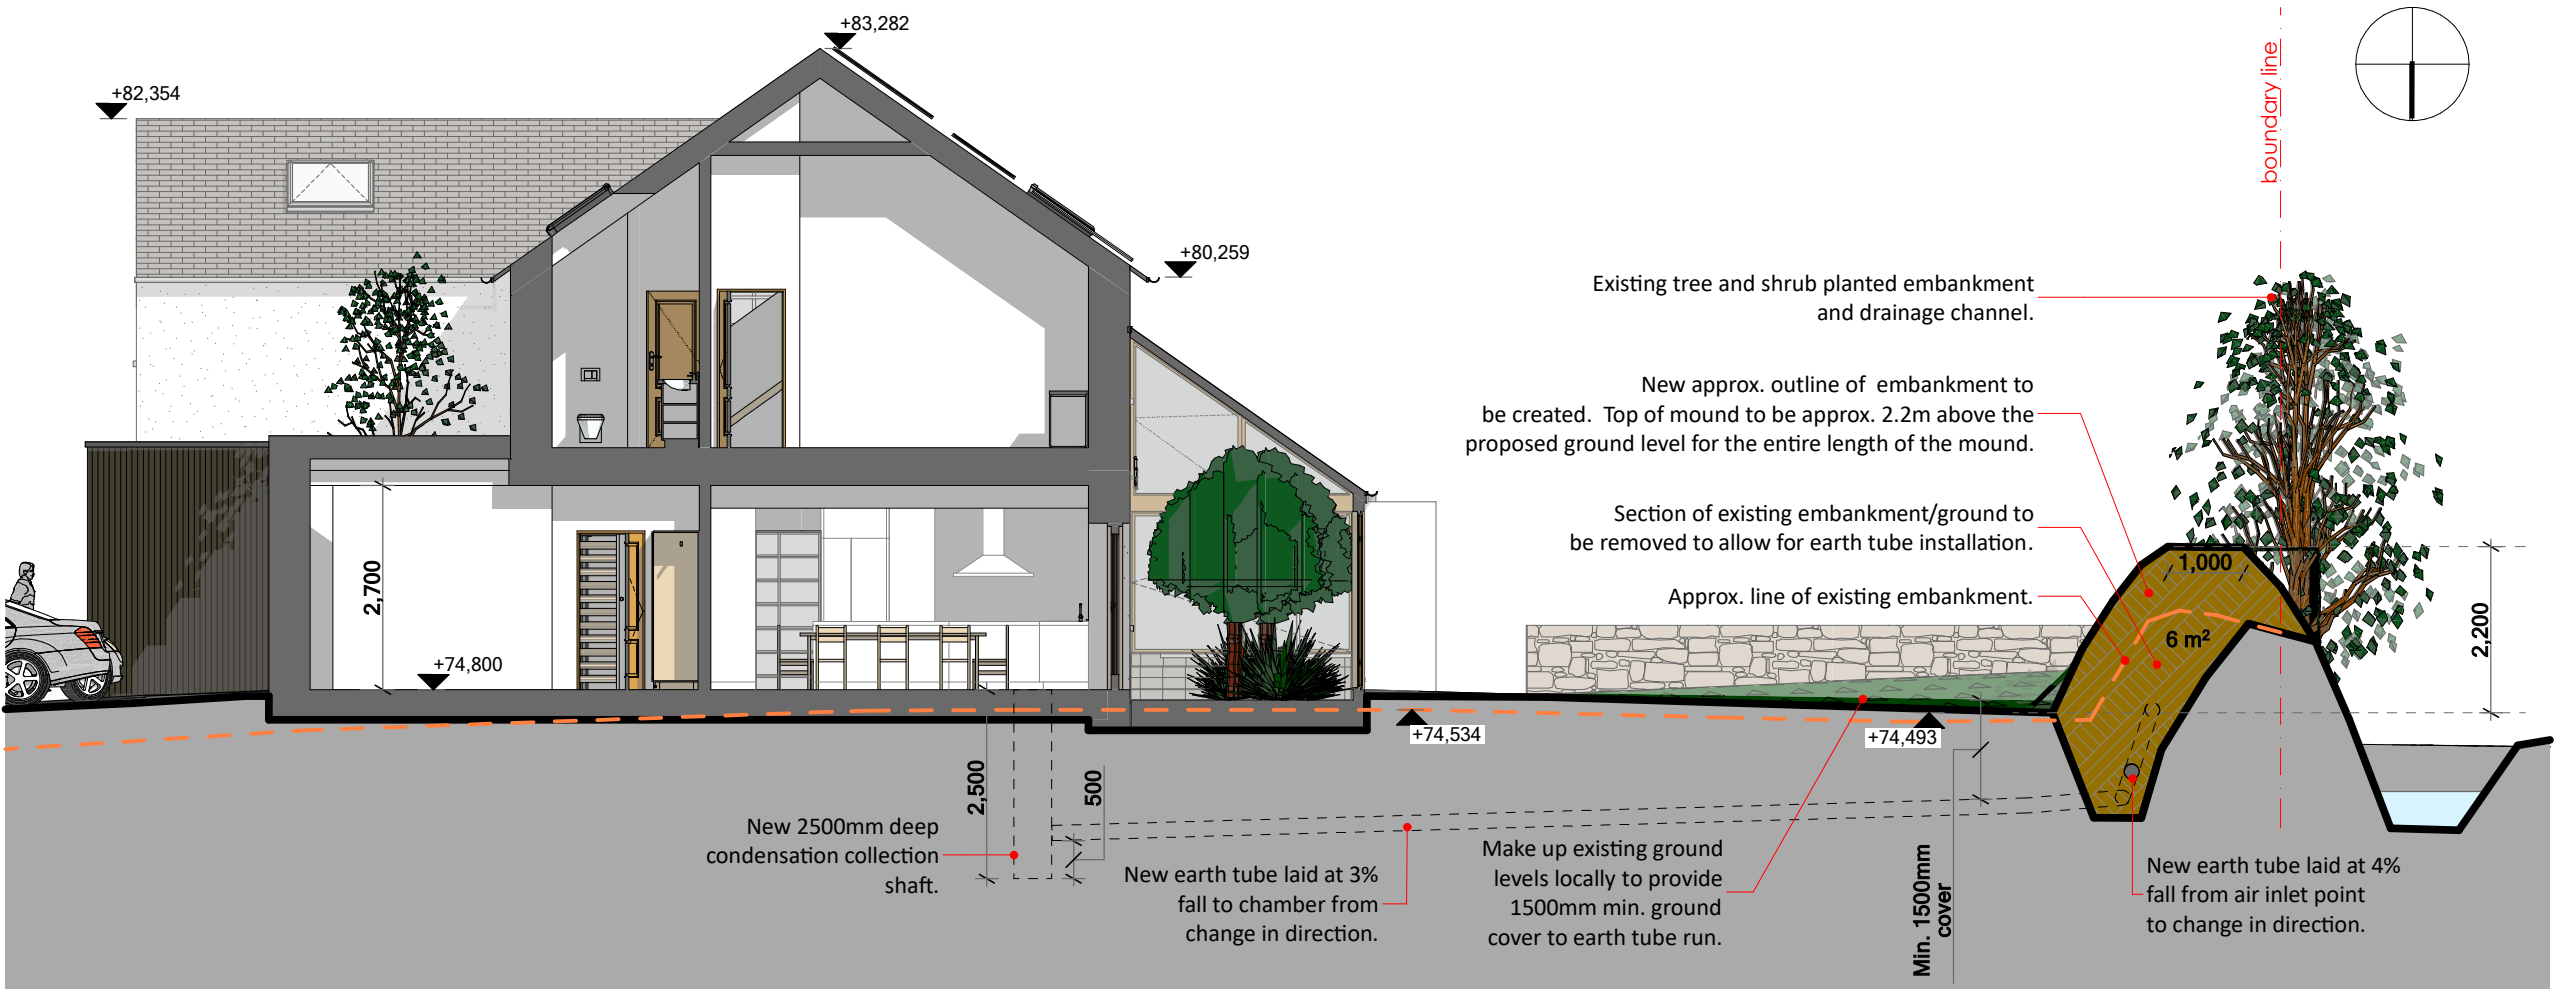 +83,282
+82,354
boundary line
+80,259
Existing tree and shrub planted embankment
and drainage channel.
New approx. outline of embankment to
be created. Top of mound to be approx. 2.2m above the
proposed ground level for the entire length of the mound.
Section of existing embankment/ground to
be removed to allow for earth tube installation.
Approx. line of existing embankment.
1,000
6 m²
2,200
2,700
+74,800
+74,534
+74,493
2,500
500
New 2500mm deep
condensation collection
shaft.
New earth tube laid at 3%
fall to chamber from
change in direction.
Make up existing ground
levels locally to provide
1500mm min. ground
cover to earth tube run.
Min. 1500mm
cover
New earth tube laid at 4%
fall from air inlet point
to change in direction.